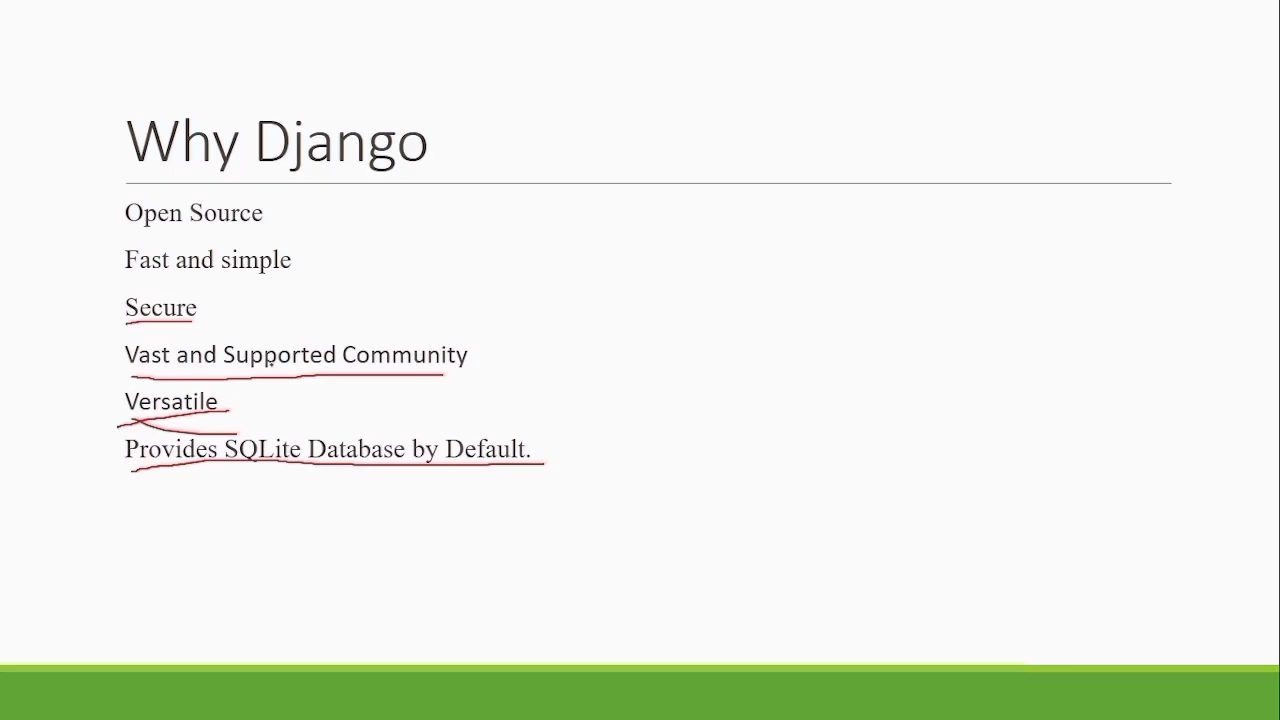 Why Django
Open Source
Fast and simple
Secure
Vast and Supported Community
Versatile
Provides SQLite Database by Default.